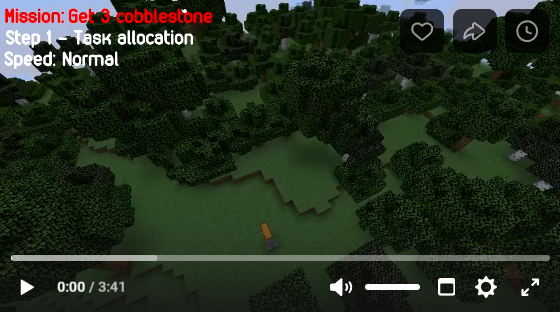 Mission: Get 3 cobblestone
Step 1 - Task allocation
Speed: Normal
0:00 / 3:41